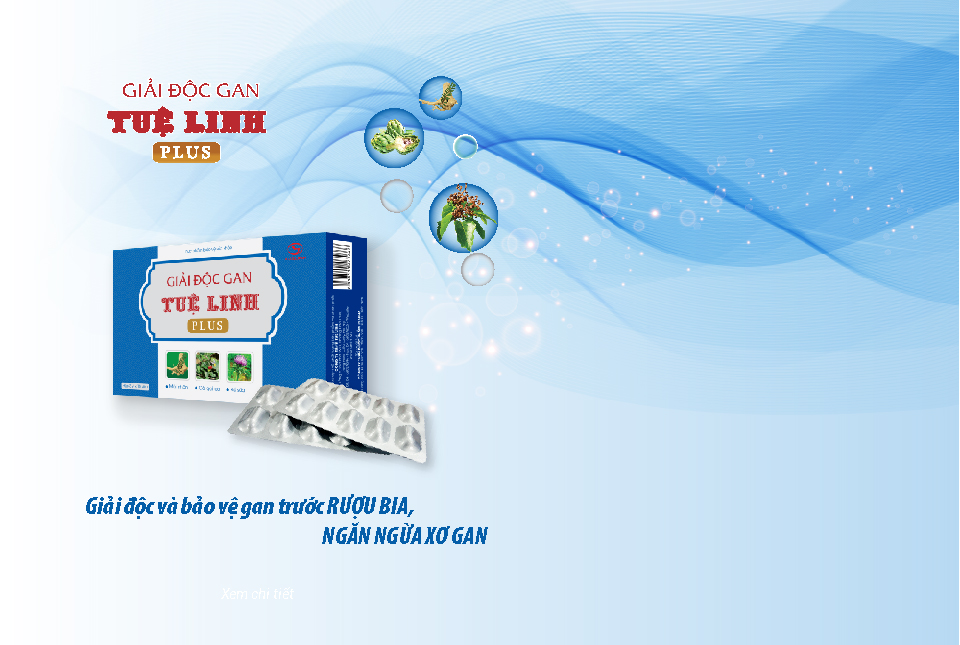 GIẢI ĐỘC GAN
TUỆ LINH
PLUS
GIẢI ĐỘC GAN
TUỆ LINH
PLUS
Giải độc và bảo vệ gan trước RƯỢU BIA,
NGĂN NGỪA XƠ GAN
Xem chi tiết